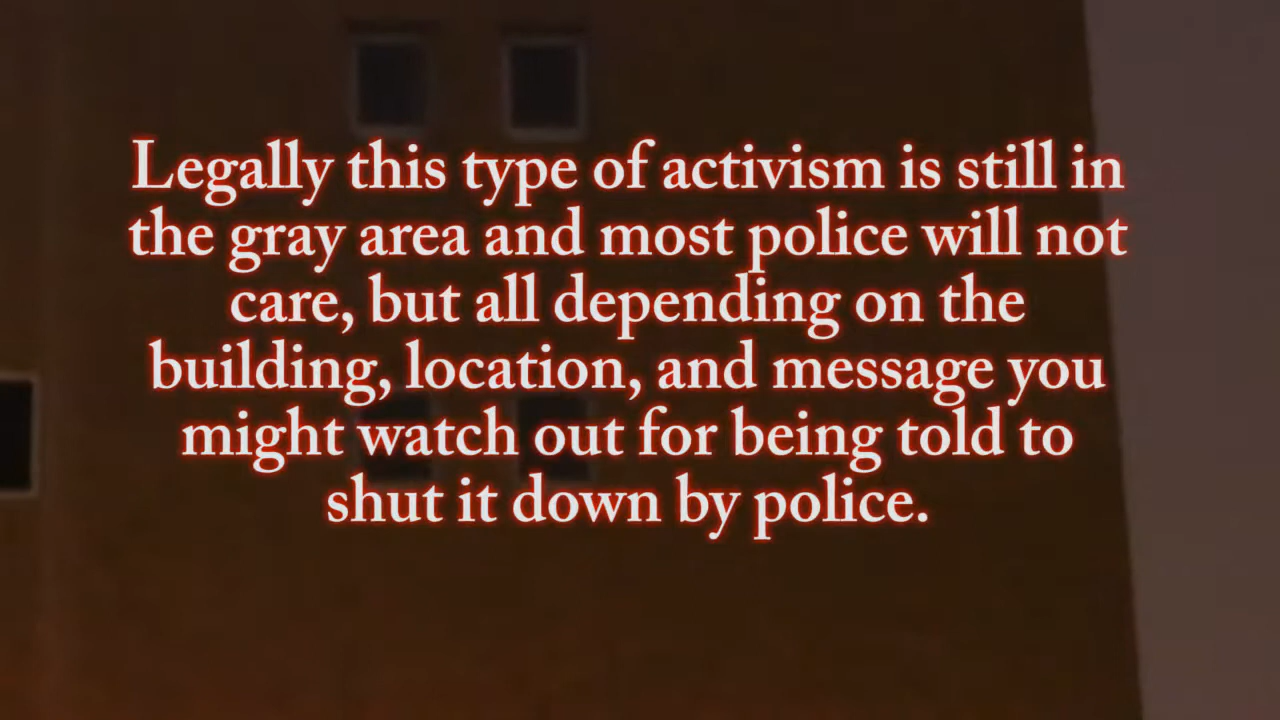 Legally this type of activism is still in
the gray area and most police will not
care, but all depending on the
building, location, and message you
might watch out for being told to
shut it down by police.